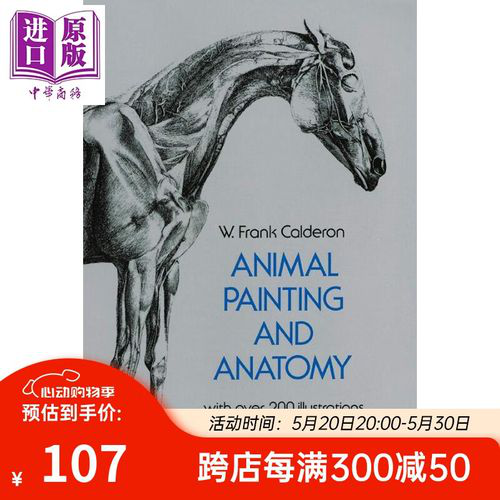 进口
原版
中华商务
W. Frank Calderon
ANIMAL
PAINTING
AND
ANATOMY
with over 200 illustrations
心动购物季
预估到手价:
¥ 107
活动时间：5月20日20:00-5月30日
跨店每满300减50